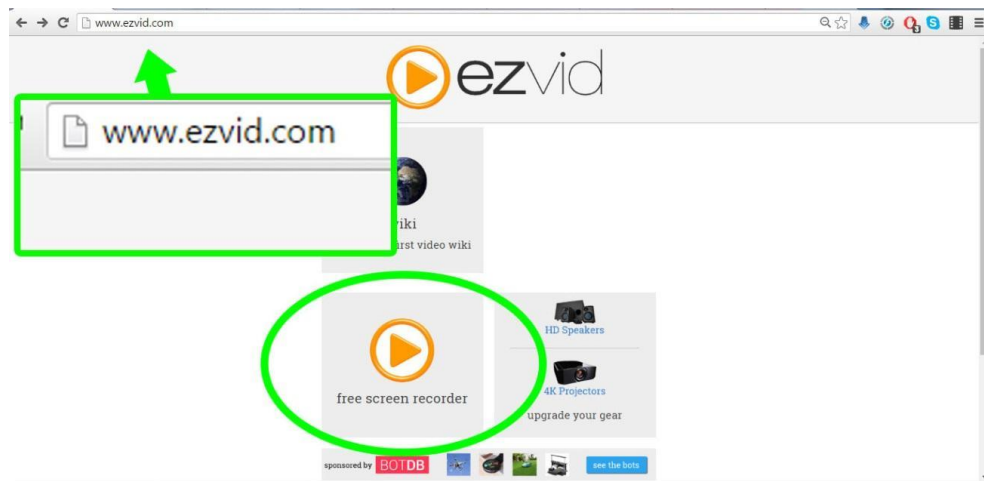 www.ezvid.com
ezvid
www.ezvid.com
iki
irst video wiki
HD Speakers
free screen recorder
4K Projectors
upgrade your gear
sponsored by BOTDB
see the bots